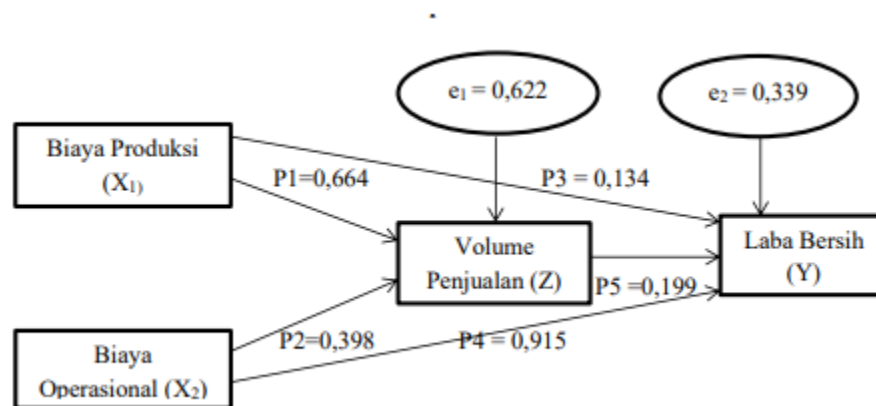 e₁ = 0,622
e₂ = 0,339
Biaya Produksi
(X₁)
P1=0,664
P3 = 0,134
Volume
Penjualan (Z)
Laba Bersih
(Y)
P5 =0,199
P2=0,398
P4 = 0,915
Biaya
Operasional (X₂)